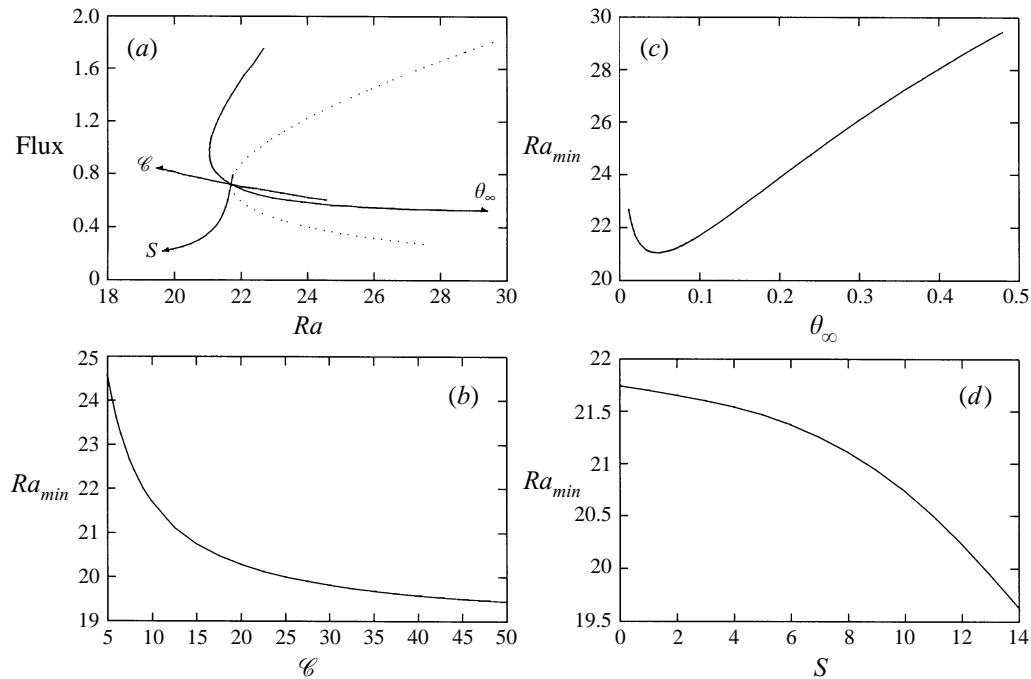 2.0
1.6
1.2
Flux
0.8
0.4
0
(a)
𝒞
S
θ∞
18 20 22 24 26 28 30
Ra
30
28
26
Ra_min
24
22
20
(c)
0 0.1 0.2 0.3 0.4 0.5
θ∞
25
24
23
22
Ra_min
21
20
19
(b)
5 10 15 20 25 30 35 40 45 50
𝒞
22
21.5
21
Ra_min
20.5
20
19.5
(d)
0 2 4 6 8 10 12 14
S